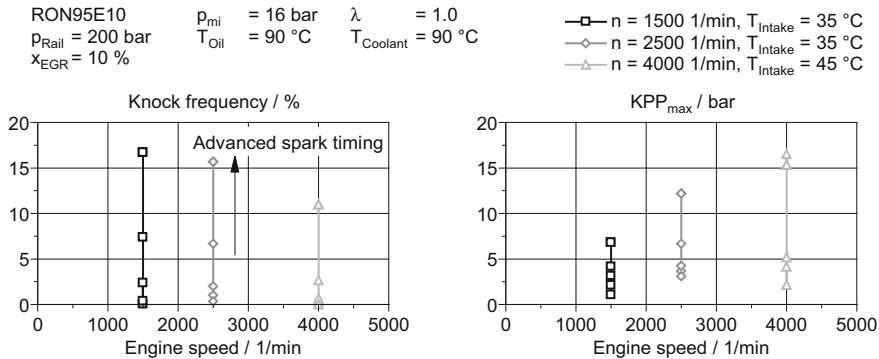 RON95E10 p_mi = 16 bar λ = 1.0
p_Rail = 200 bar T_Oil = 90 °C T_Coolant = 90 °C
x_EGR = 10 %
n = 1500 1/min, T_Intake = 35 °C
n = 2500 1/min, T_Intake = 35 °C
n = 4000 1/min, T_Intake = 45 °C
Knock frequency / %
20
15
10
5
0
Advanced spark timing
0 1000 2000 3000 4000 5000
Engine speed / 1/min
KPP_max / bar
20
15
10
5
0
0 1000 2000 3000 4000 5000
Engine speed / 1/min